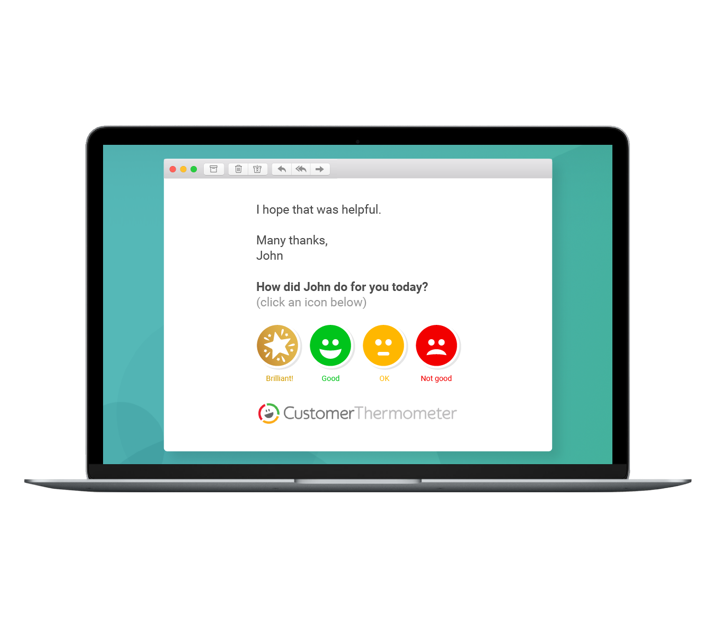 I hope that was helpful.
Many thanks,
John
How did John do for you today?
(click an icon below)
Brilliant! Good OK Not good
CustomerThermometer